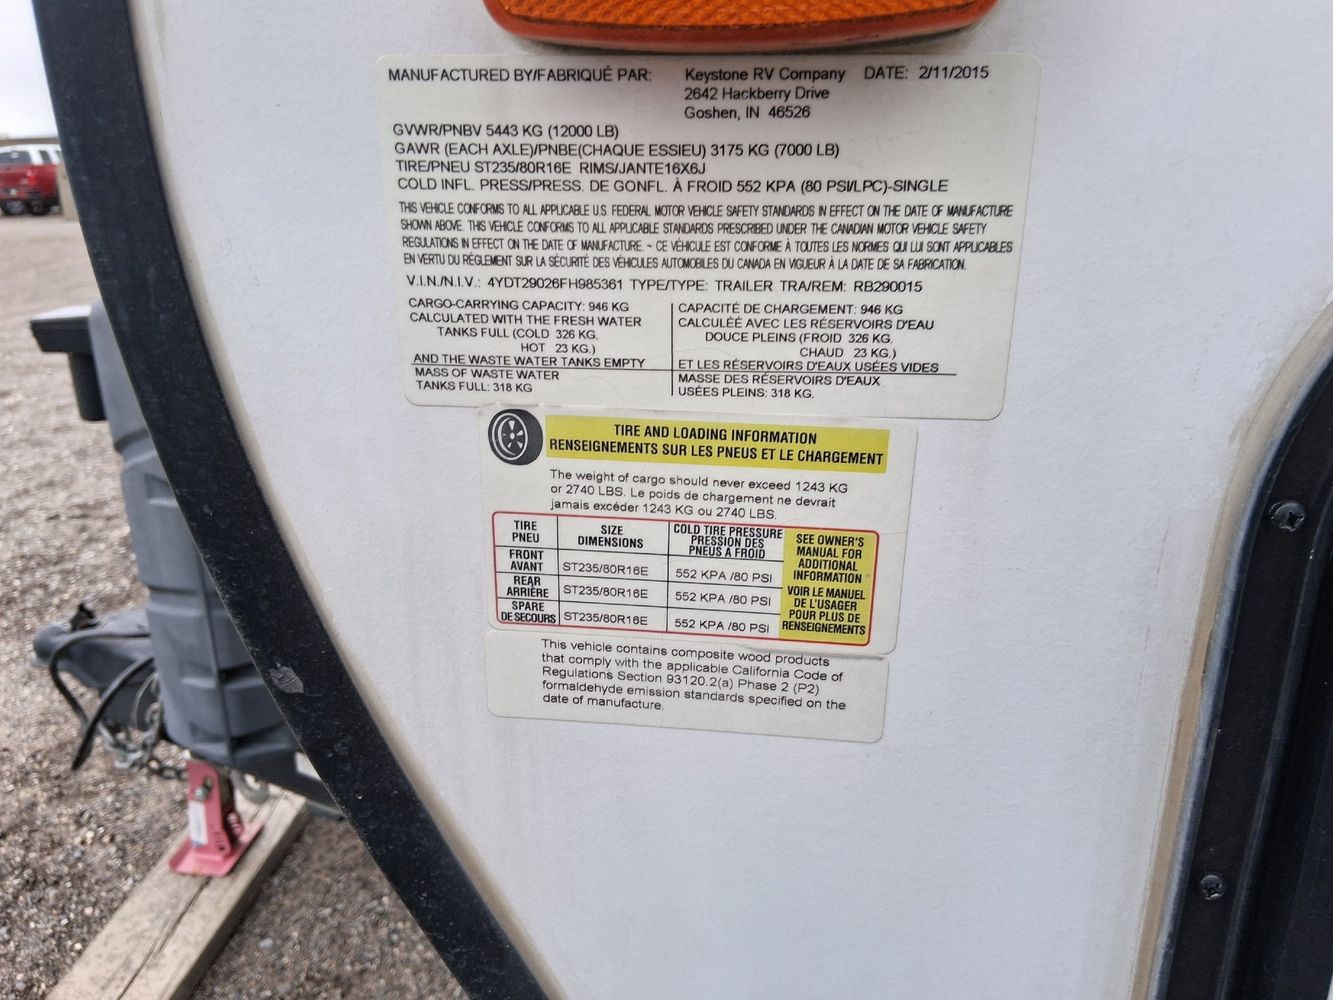 MANUFACTURED BY/FABRIQUÉ PAR: Keystone RV Company DATE: 2/11/2015
2642 Hackberry Drive
Goshen, IN 46526
GVWR/PNBV 5443 KG (12000 LB)
GAWR (EACH AXLE)/PNBE(CHAQUE ESSIEU) 3175 KG (7000 LB)
TIRE/PNEU ST235/80R16E RIMS/JANTE16X6J
COLD INFL. PRESS/PRESS. DE GONFL. À FROID 552 KPA (80 PSI/LPC)-SINGLE
THIS VEHICLE CONFORMS TO ALL APPLICABLE U.S. FEDERAL MOTOR VEHICLE SAFETY STANDARDS IN EFFECT ON THE DATE OF MANUFACTURE
SHOWN ABOVE. THIS VEHICLE CONFORMS TO ALL APPLICABLE STANDARDS PRESCRIBED UNDER THE CANADIAN MOTOR VEHICLE SAFETY
REGULATIONS IN EFFECT ON THE DATE OF MANUFACTURE. ~ CE VÉHICULE EST CONFORME À TOUTES LES NORMES QUI LUI SONT APPLICABLES
EN VERTU DU RÈGLEMENT SUR LA SÉCURITÉ DES VÉHICULES AUTOMOBILES DU CANADA EN VIGUEUR À LA DATE DE SA FABRICATION.
V.I.N./N.I.V.: 4YDT29026FH985361 TYPE/TYPE: TRAILER TRA/REM: RB290015
CARGO-CARRYING CAPACITY: 946 KG
CALCULATED WITH THE FRESH WATER
TANKS FULL (COLD 326 KG.
HOT 23 KG.)
AND THE WASTE WATER TANKS EMPTY
MASS OF WASTE WATER
TANKS FULL: 318 KG
CAPACITÉ DE CHARGEMENT: 946 KG
CALCULÉE AVEC LES RÉSERVOIRS D'EAU
DOUCE PLEINS (FROID 326 KG.
CHAUD 23 KG.)
ET LES RÉSERVOIRS D'EAUX USÉES VIDES
MASSE DES RÉSERVOIRS D'EAUX
USÉES PLEINS: 318 KG.
TIRE AND LOADING INFORMATION
RENSEIGNEMENTS SUR LES PNEUS ET LE CHARGEMENT
The weight of cargo should never exceed 1243 KG
or 2740 LBS. Le poids de chargement ne devrait
jamais excéder 1243 KG ou 2740 LBS.
TIRE PNEU SIZE DIMENSIONS COLD TIRE PRESSURE PRESSION DES PNEUS A FROID
FRONT AVANT ST235/80R16E 552 KPA /80 PSI
REAR ARRIÈRE ST235/80R16E 552 KPA /80 PSI
SPARE DE SECOURS ST235/80R16E 552 KPA /80 PSI
SEE OWNER'S
MANUAL FOR
ADDITIONAL
INFORMATION
VOIR LE MANUEL
DE L'USAGER
POUR PLUS DE
RENSEIGNEMENTS
This vehicle contains composite wood products
that comply with the applicable California Code of
Regulations Section 93120.2(a) Phase 2 (P2)
formaldehyde emission standards specified on the
date of manufacture.